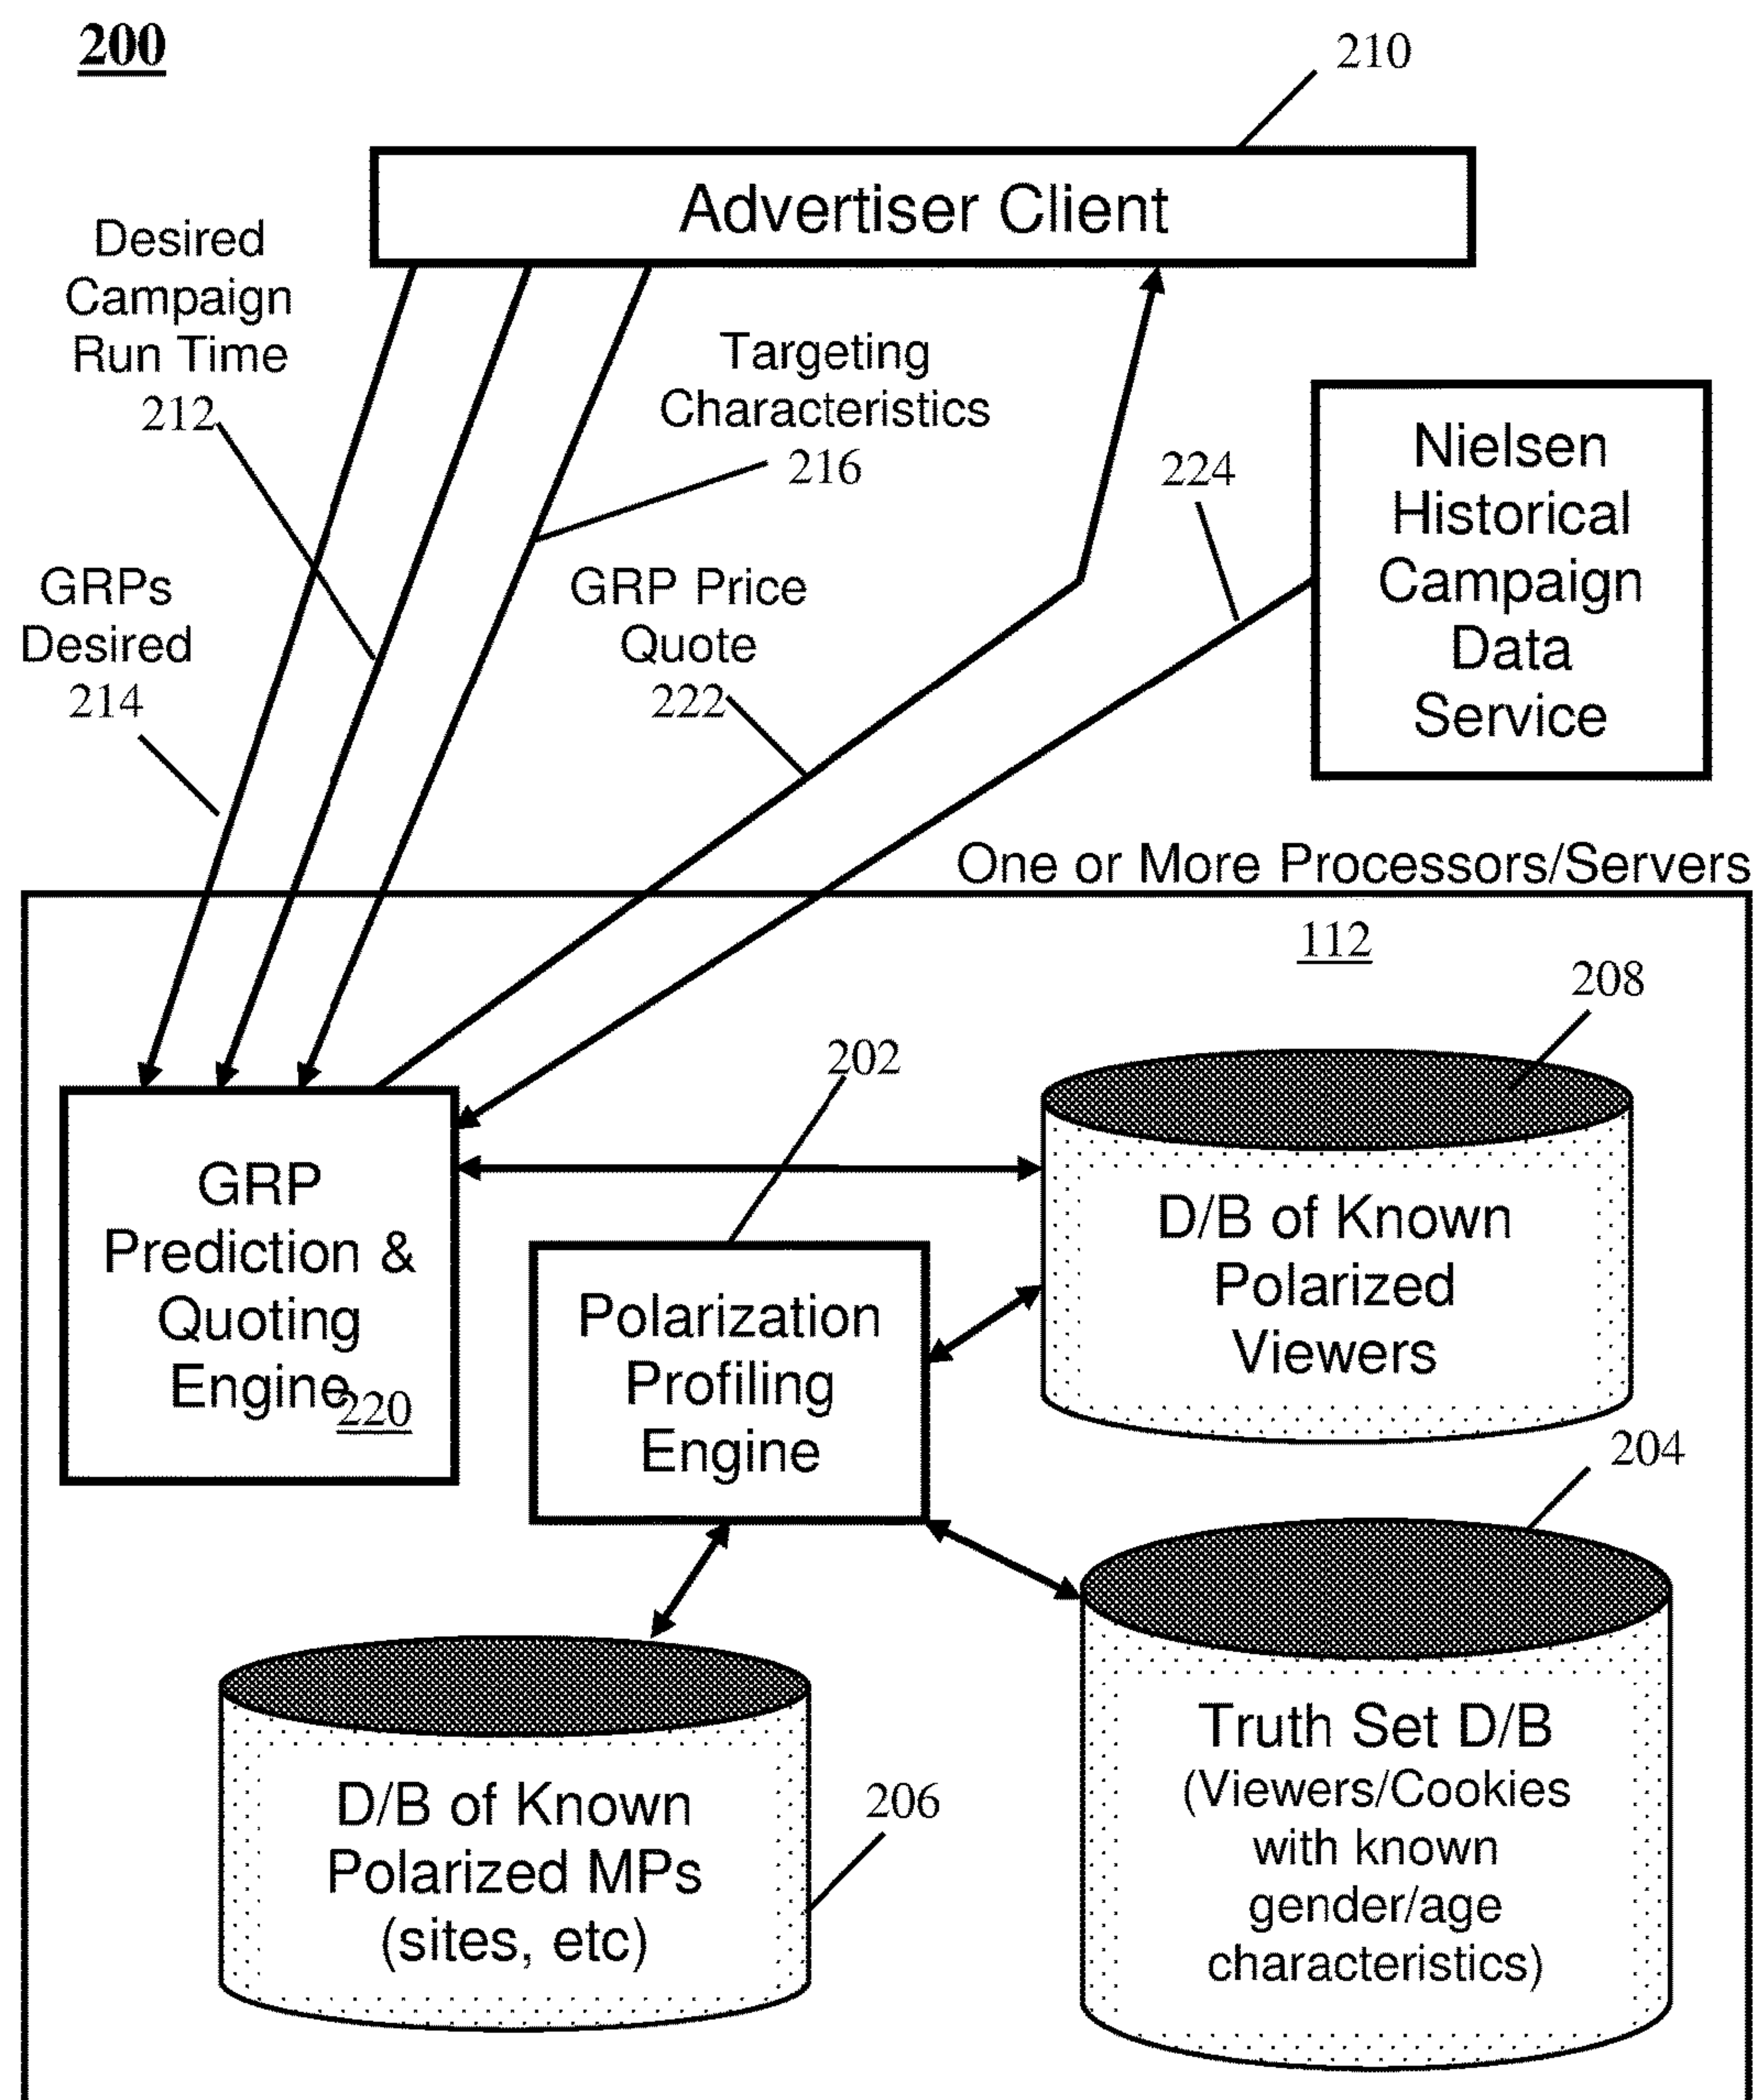 200
210
Advertiser Client
Desired
Campaign
Run Time
212
Targeting
Characteristics
216
224
Nielsen
Historical
Campaign
Data
Service
GRPs
Desired
214
GRP Price
Quote
222
One or More Processors/Servers
112
208
202
GRP
Prediction &
Quoting
Engine
220
D/B of Known
Polarized
Viewers
Polarization
Profiling
Engine
204
Truth Set D/B
(Viewers/Cookies
with known
gender/age
characteristics)
D/B of Known
Polarized MPs
(sites, etc)
206